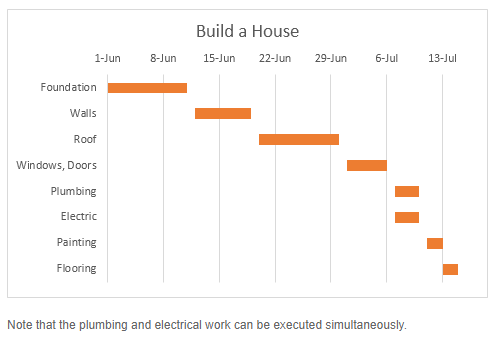 Build a House
1-Jun 8-Jun 15-Jun 22-Jun 29-Jun 6-Jul 13-Jul
Foundation
Walls
Roof
Windows, Doors
Plumbing
Electric
Painting
Flooring
Note that the plumbing and electrical work can be executed simultaneously.